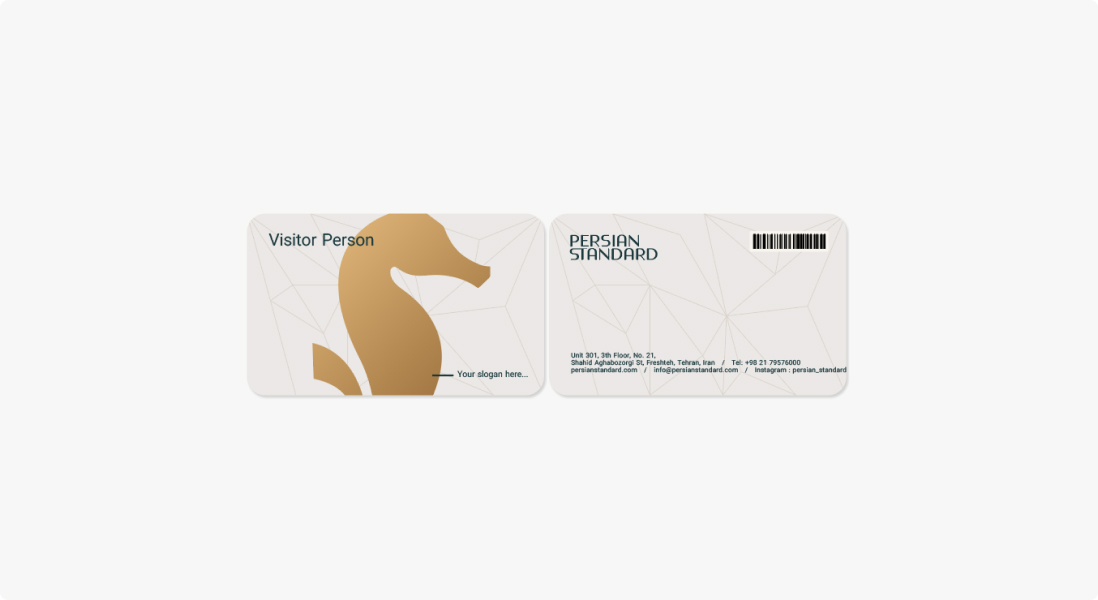 Visitor Person
Your slogan here...
PERSIAN
STANDARD
Unit 301, 3th Floor, No. 21,
Shahid Aghabozorgi St, Freshteh, Tehran, Iran / Tel: +98 21 79576000
persianstandard.com / info@persianstandard.com / Instagram : persian_standard